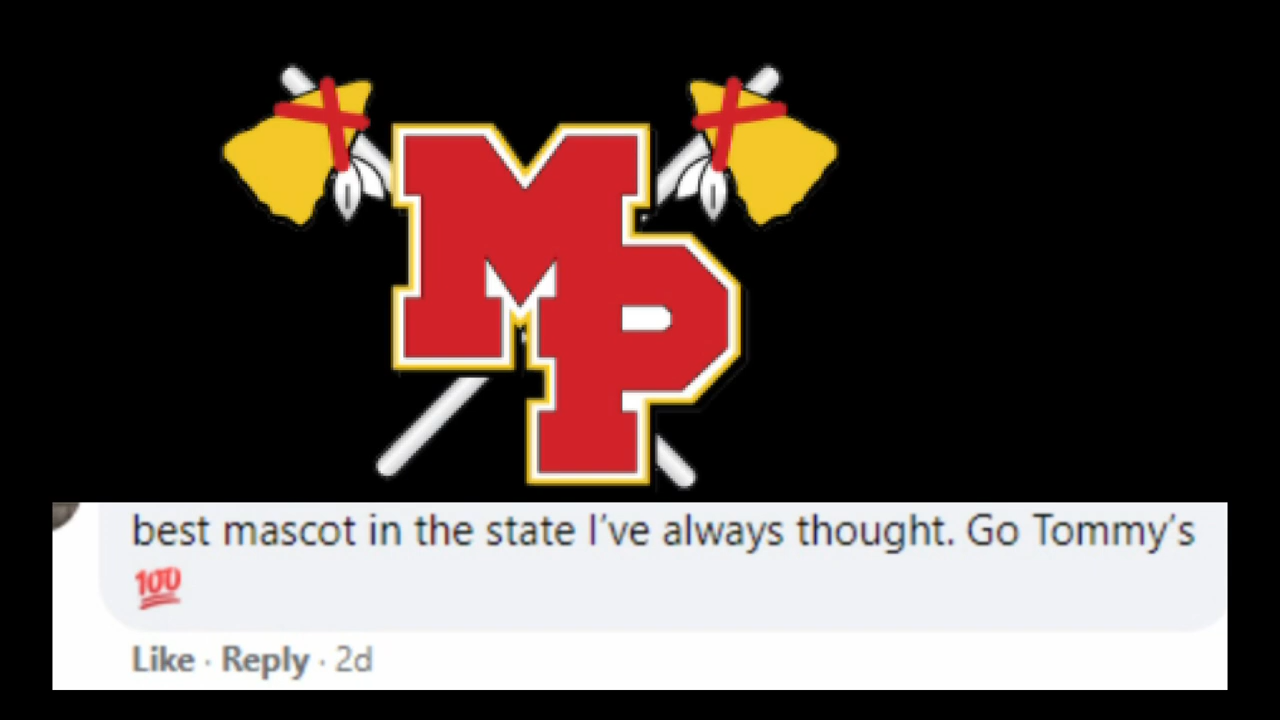 MP
best mascot in the state I've always thought. Go Tommy's
💯
Like · Reply · 2d